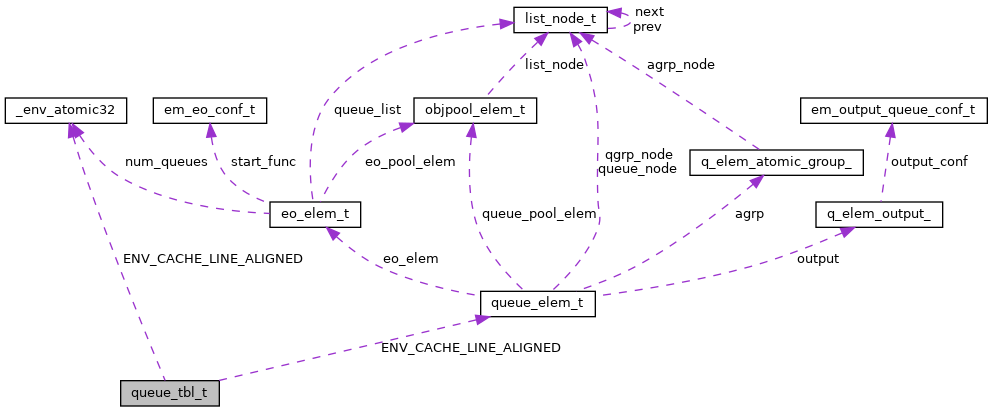 list_node_t
next
prev
list_node
agrp_node
_env_atomic32
em_eo_conf_t
queue_list
objpool_elem_t
em_output_queue_conf_t
num_queues
start_func
eo_pool_elem
qgrp_node
queue_node
q_elem_atomic_group_
output_conf
eo_elem_t
queue_pool_elem
agrp
q_elem_output_
ENV_CACHE_LINE_ALIGNED
eo_elem
output
queue_elem_t
ENV_CACHE_LINE_ALIGNED
queue_tbl_t